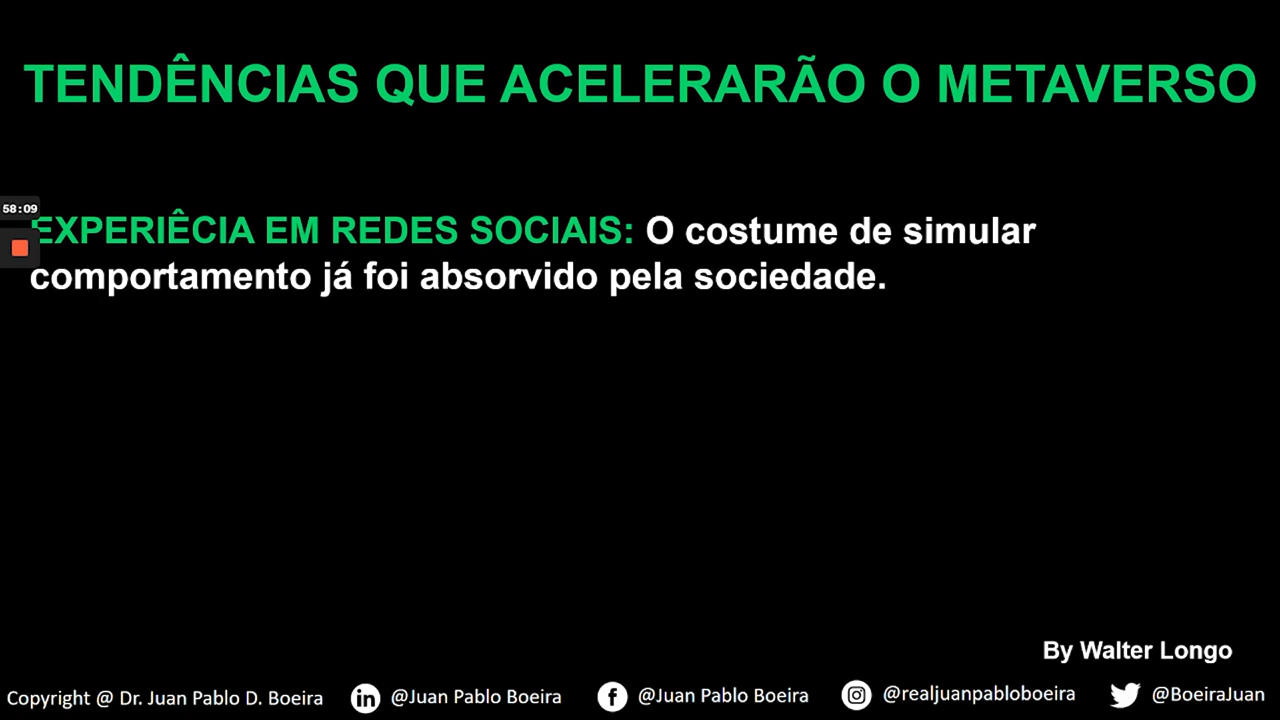 TENDÊNCIAS QUE ACELERARÃO O METAVERSO
58:09
EXPERIÊCIA EM REDES SOCIAIS: O costume de simular
comportamento já foi absorvido pela sociedade.
By Walter Longo
Copyright @ Dr. Juan Pablo D. Boeira in @Juan Pablo Boeira f @Juan Pablo Boeira @realjuanpabloboeira @BoeiraJuan